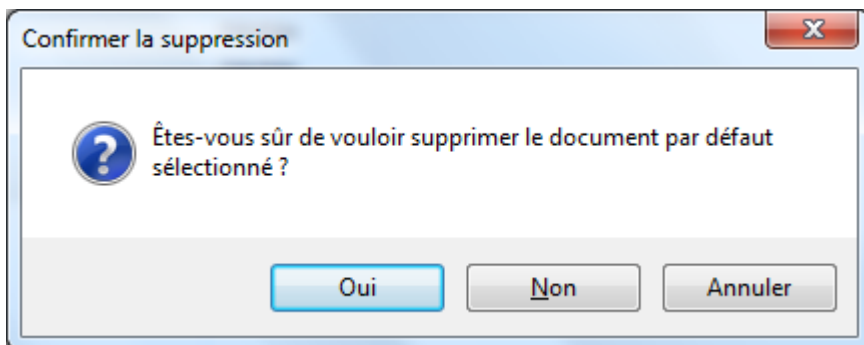 Confirmer la suppression
Êtes-vous sûr de vouloir supprimer le document par défaut
sélectionné ?
Oui
Non
Annuler